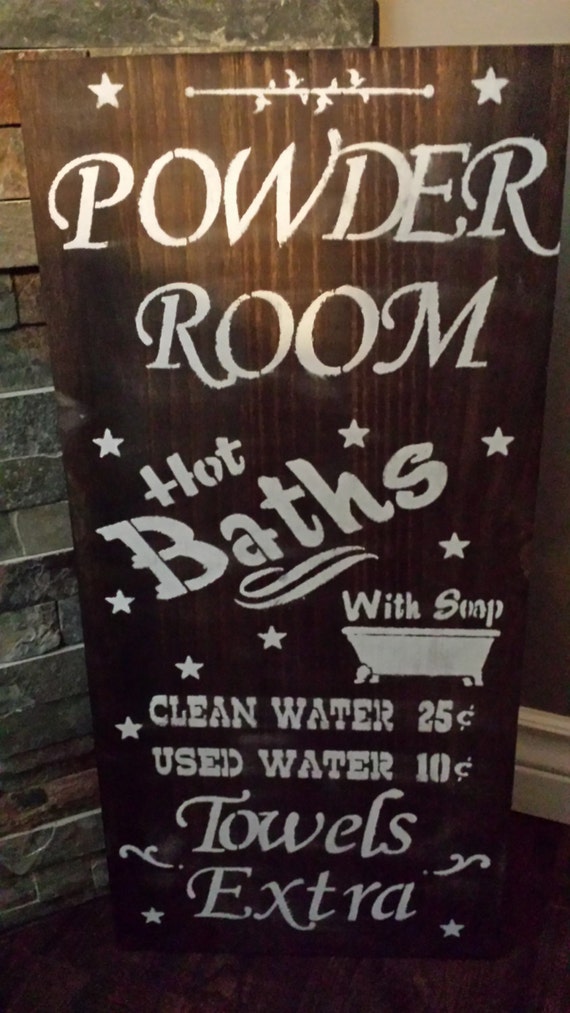 POWDER
ROOM
Hot
Baths
With Soap
CLEAN WATER 25¢
USED WATER 10¢
Towels
Extra